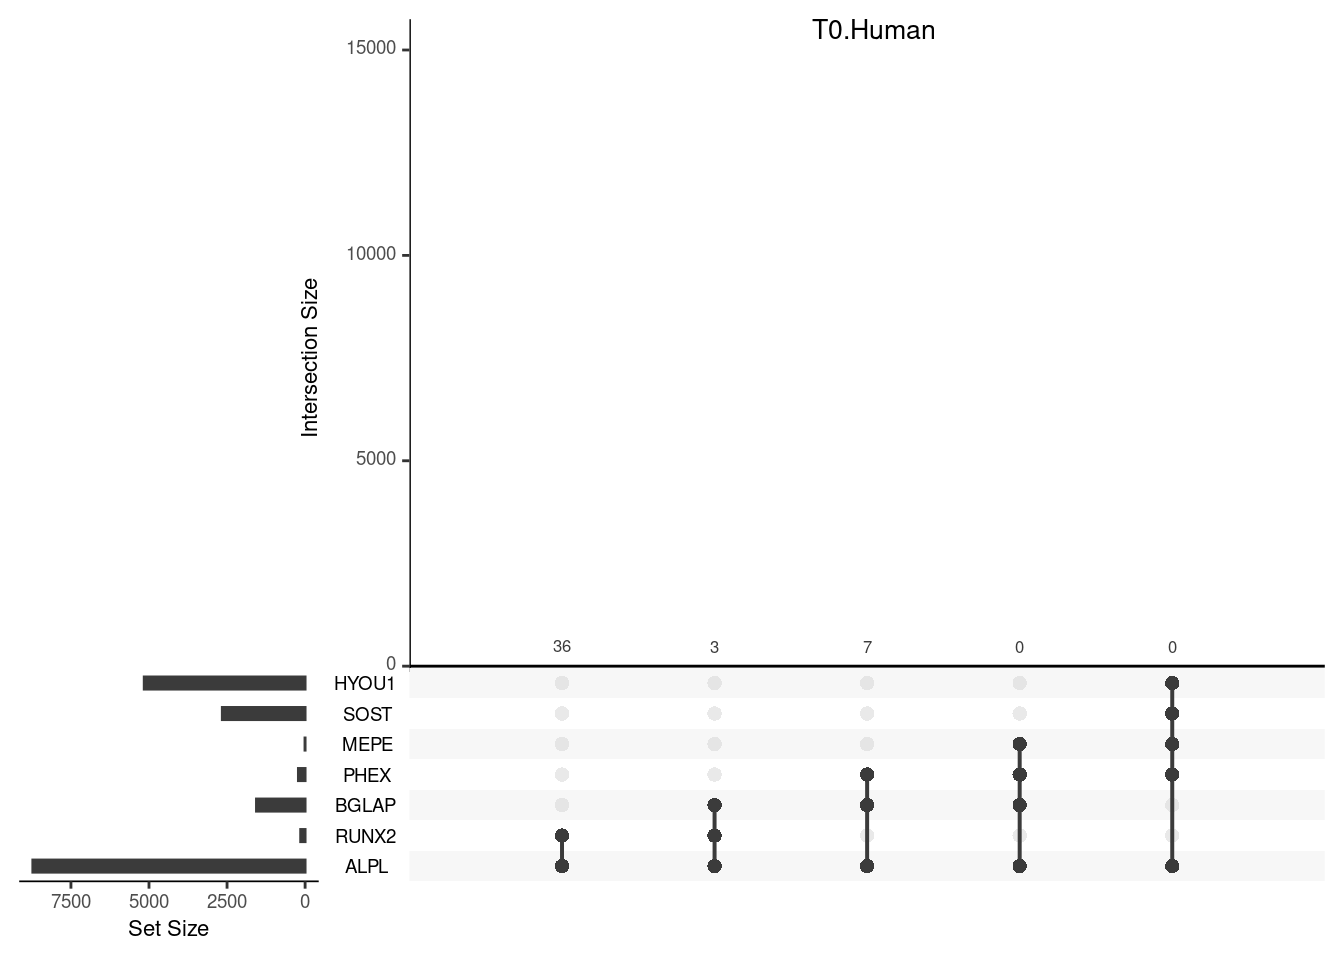 T0.Human
15000
10000
5000
0
Intersection Size
36 3 7 0 0
HYOU1
SOST
MEPE
PHEX
BGLAP
RUNX2
ALPL
7500 5000 2500 0
Set Size